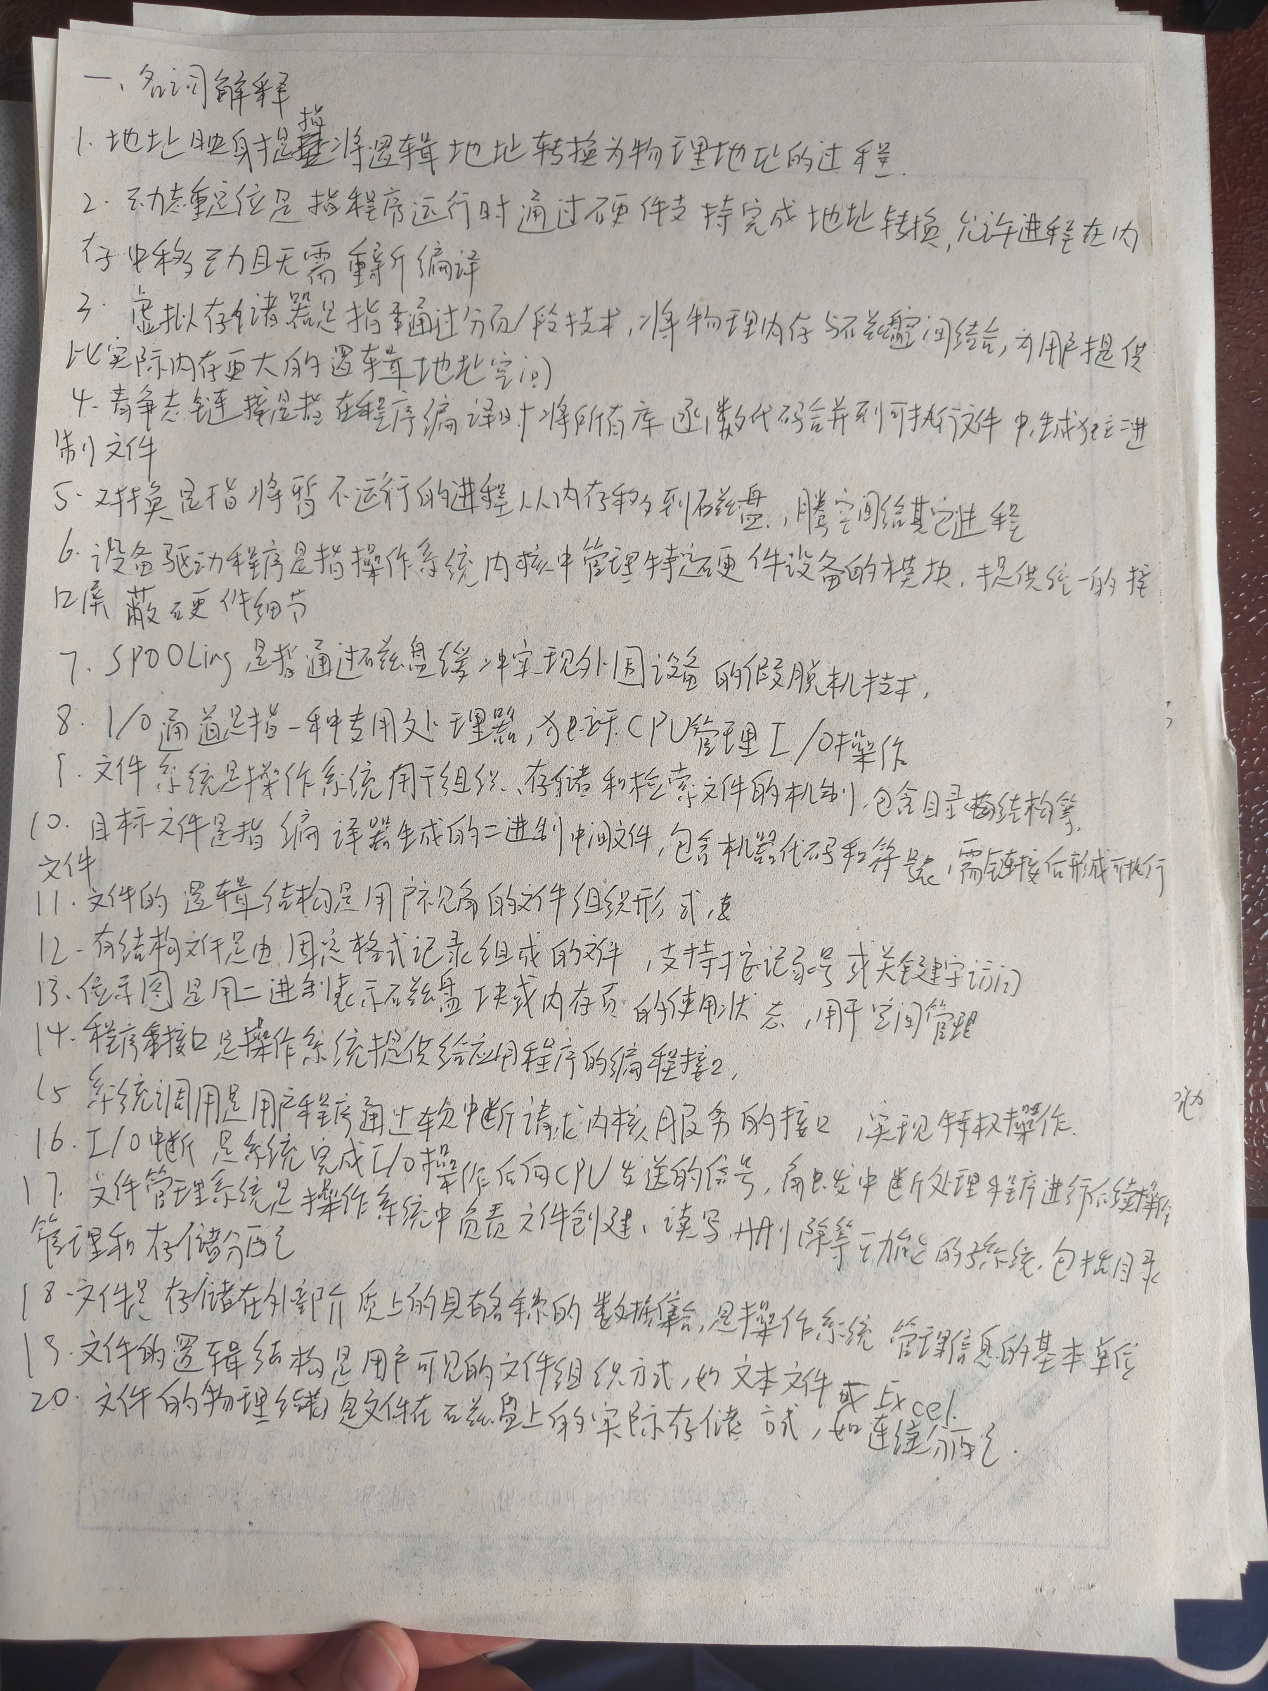 一、名词解释
1. 地址映射是指将逻辑地址转换为物理地址的过程.
2. 动态重定位是指程序运行时通过硬件支持完成地址转换,允许进程在内
存中移动且无需重新编译
3. 虚拟存储器是指通过分页/段技术,将物理内存与磁盘空间结合,为用户提供
比实际内存更大的逻辑地址空间
4. 静态链接是指在程序编译时将所有库函数代码合并到可执行文件中,生成独立二进
制文件
5. 对换是指将暂不运行的进程从内存移到磁盘,腾空间给其它进程
6. 设备驱动程序是指操作系统内核中管理特定硬件设备的模块.提供统一的接
口屏蔽硬件细节
7. SPOOLing是指通过磁盘缓冲实现外围设备的假脱机技术,
8. I/O通道是指一种专用处理器,为CPU管理I/O操作
9. 文件系统是操作系统用于组织、存储和检索文件的机制,包含目录结构等.
10. 目标文件是指编译器生成的二进制中间文件,包含机器代码和符号表,需链接后形成可执行
文件
11. 文件的逻辑结构是用户视角的文件组织形式,
12. 有结构文件是由固定格式记录组成的文件,支持按记录号或关键字访问
13. 位示图是用二进制表示磁盘块或内存页的使用状态,用于空间管理
14. 程序接口是操作系统提供给应用程序的编程接口,
15 系统调用是用户程序通过软中断请求内核服务的接口,实现特权操作.
16. I/O中断是系统完成I/O操作后向CPU发送的信号,触发中断处理程序进行后续操作
17. 文件管理系统是操作系统中负责文件创建、读写、删除等功能的子系统.包括目录
管理和存储分配
18. 文件是存储在外部介质上的具有名称的数据集合,是操作系统管理信息的基本单位
19. 文件的逻辑结构是用户可见的文件组织方式,如文本文件或Excel.
20. 文件的物理结构是文件在磁盘上的实际存储方式,如连续分配.